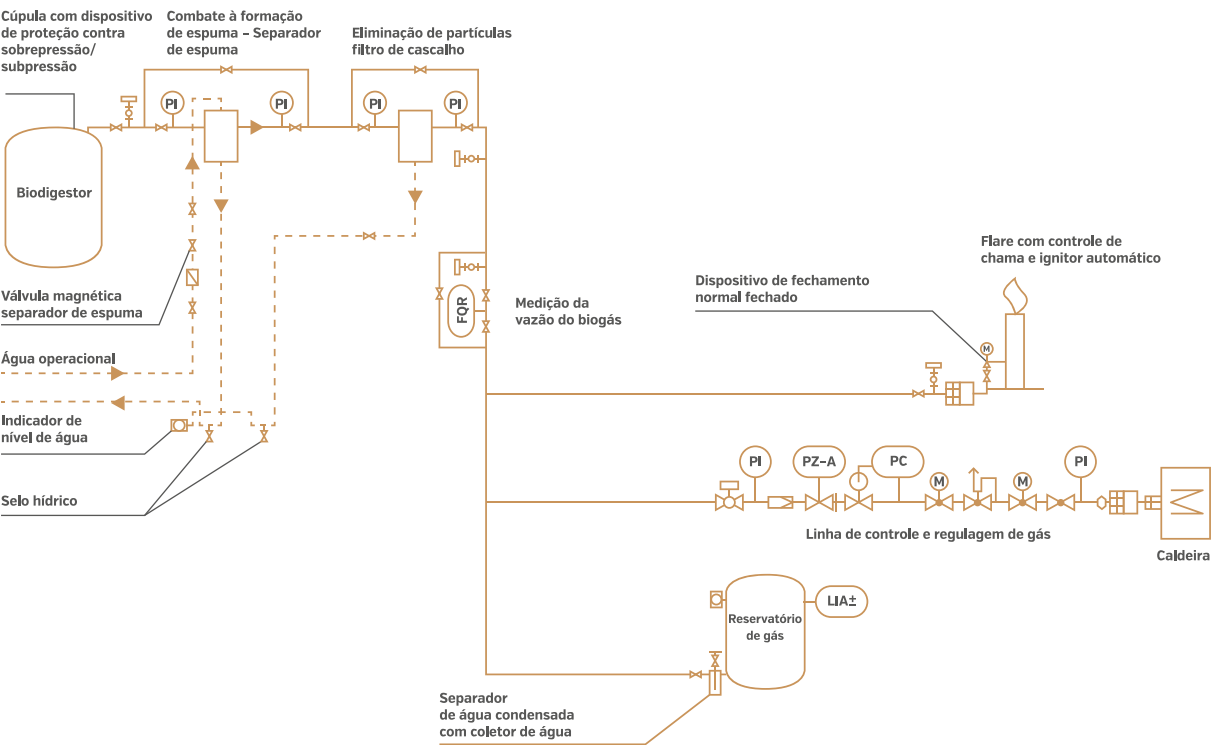 Cúpula com dispositivo
de proteção contra
sobrepressão/
subpressão
Combate à formação
de espuma – Separador
de espuma
Eliminação de partículas
filtro de cascalho
PI
PI
PI
PI
Biodigestor
Válvula magnética
separador de espuma
Água operacional
Indicador de
nível de água
Selo hídrico
FQR
Medição da
vazão do biogás
Flare com controle de
chama e ignitor automático
Dispositivo de fechamento
normal fechado
M
PI
PZ–A
PC
M
M
PI
Linha de controle e regulagem de gás
Caldeira
Reservatório
de gás
LIA±
Separador
de água condensada
com coletor de água